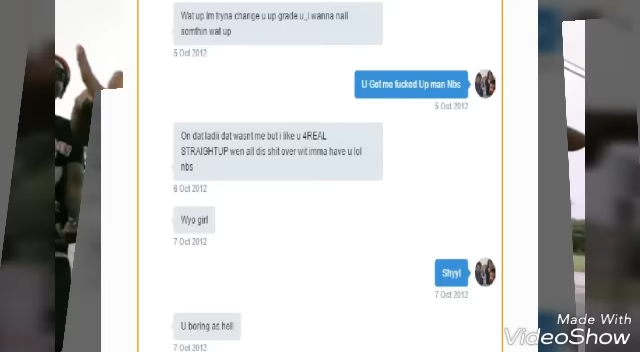 Wat up im tryna change u up grade.u_i wanna nail
somthin wat up
5 Oct 2012
U Got me fucked Up man Nbs
5 Oct 2012
On dat ladii dat wasnt me but i like u 4REAL
STRAIGHTUP wen all dis shit over wit imma have u lol
nbs
6 Oct 2012
Wyo girl
7 Oct 2012
Shyyl
7 Oct 2012
U boring as hell
7 Oct 2012
Made With
VideoShow